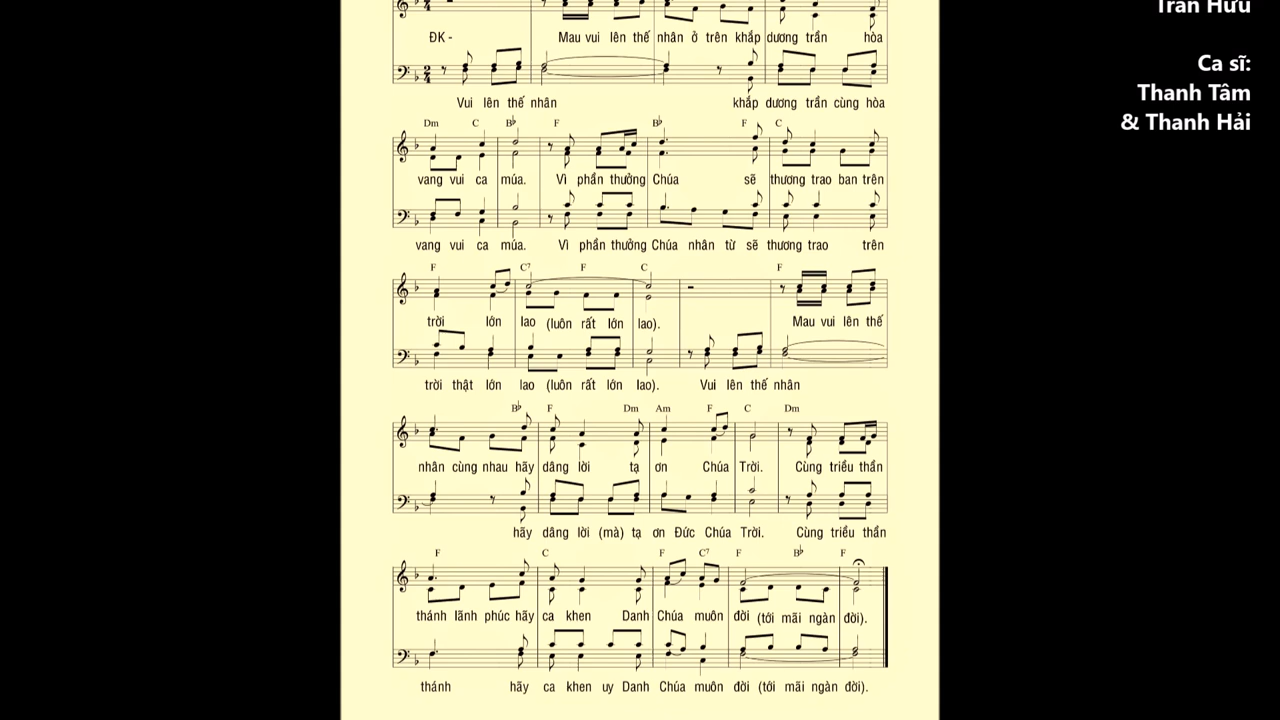 Trần Hữu
Ca sĩ:
Thanh Tâm
& Thanh Hải
ĐK - Mau vui lên thế nhân ở trên khắp dương trần hòa
Vui lên thế nhân khắp dương trần cùng hòa
Dm C B♭ F B♭ F C
vang vui ca múa. Vì phần thưởng Chúa sẽ thương trao ban trên
vang vui ca múa. Vì phần thưởng Chúa nhân từ sẽ thương trao trên
F C7 F C F
trời lớn lao (luôn rất lớn lao). Mau vui lên thế
trời thật lớn lao (luôn rất lớn lao). Vui lên thế nhân
B♭ F Dm Am F C Dm
nhân cùng nhau hãy dâng lời tạ ơn Chúa Trời. Cùng triều thần
hãy dâng lời (mà) tạ ơn Đức Chúa Trời. Cùng triều thần
F C F C7 F B♭ F
thánh lãnh phúc hãy ca khen Danh Chúa muôn đời (tới mãi ngàn đời).
thánh hãy ca khen uy Danh Chúa muôn đời (tới mãi ngàn đời).